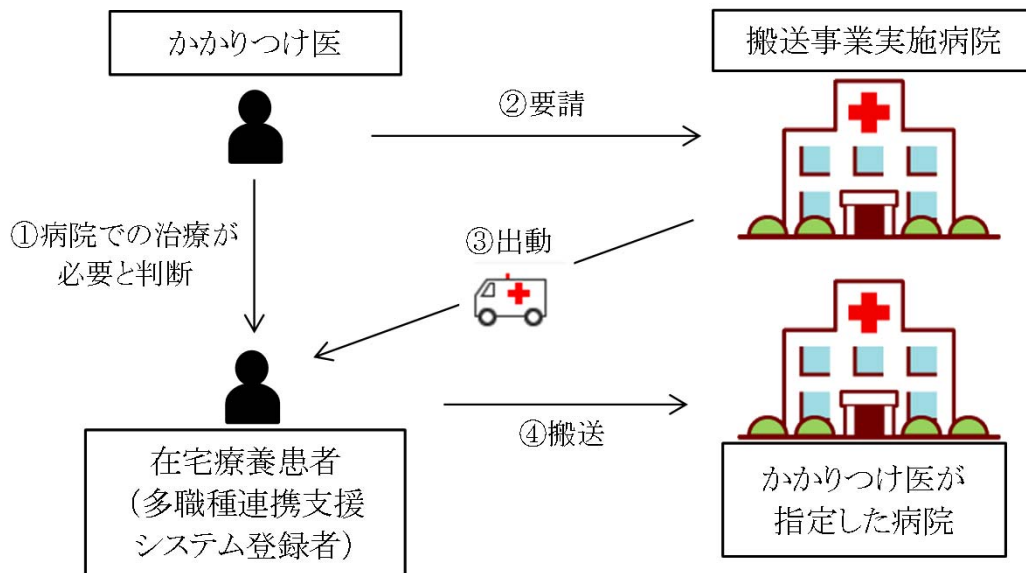 かかりつけ医
搬送事業実施病院
②要請
①病院での治療が
必要と判断
③出動
④搬送
在宅療養患者
（多職種連携支援
システム登録者）
かかりつけ医が
指定した病院